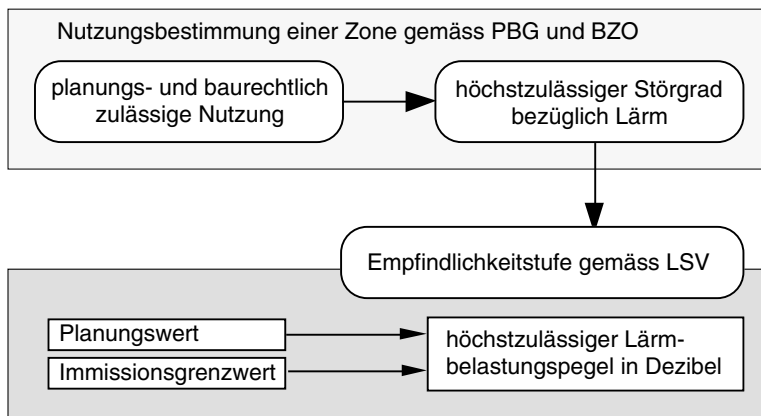 Nutzungsbestimmung einer Zone gemäss PBG und BZO
planungs- und baurechtlich
zulässige Nutzung
höchstzulässiger Störgrad
bezüglich Lärm
Empfindlichkeitstufe gemäss LSV
Planungswert
Immissionsgrenzwert
höchstzulässiger Lärm-
belastungspegel in Dezibel